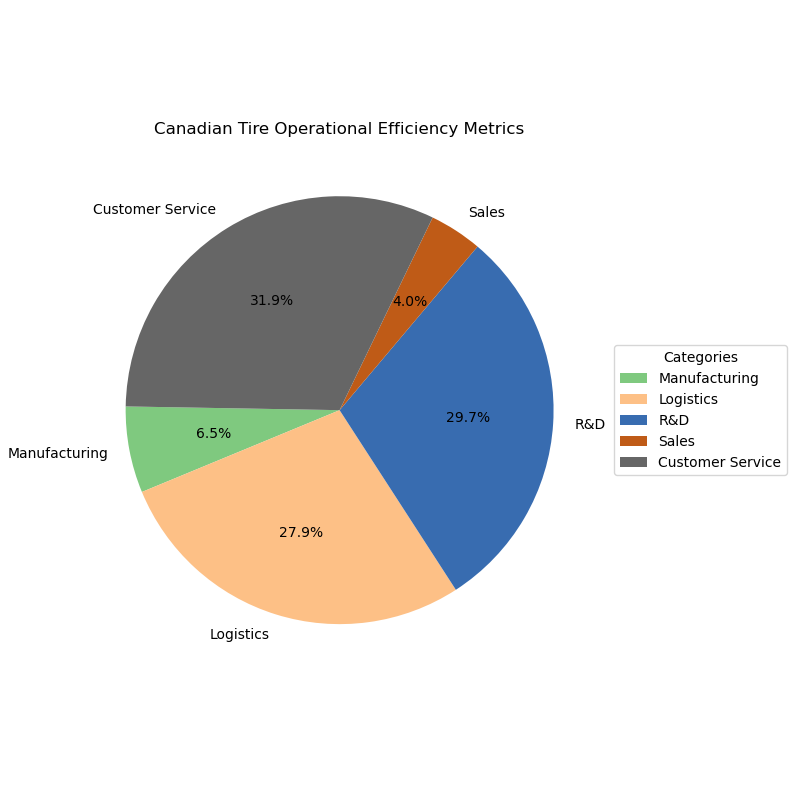 Canadian Tire Operational Efficiency Metrics
Customer Service
Sales
31.9%
4.0%
Categories
Manufacturing
Logistics
R&D
Sales
Customer Service
29.7%
R&D
6.5%
Manufacturing
27.9%
Logistics